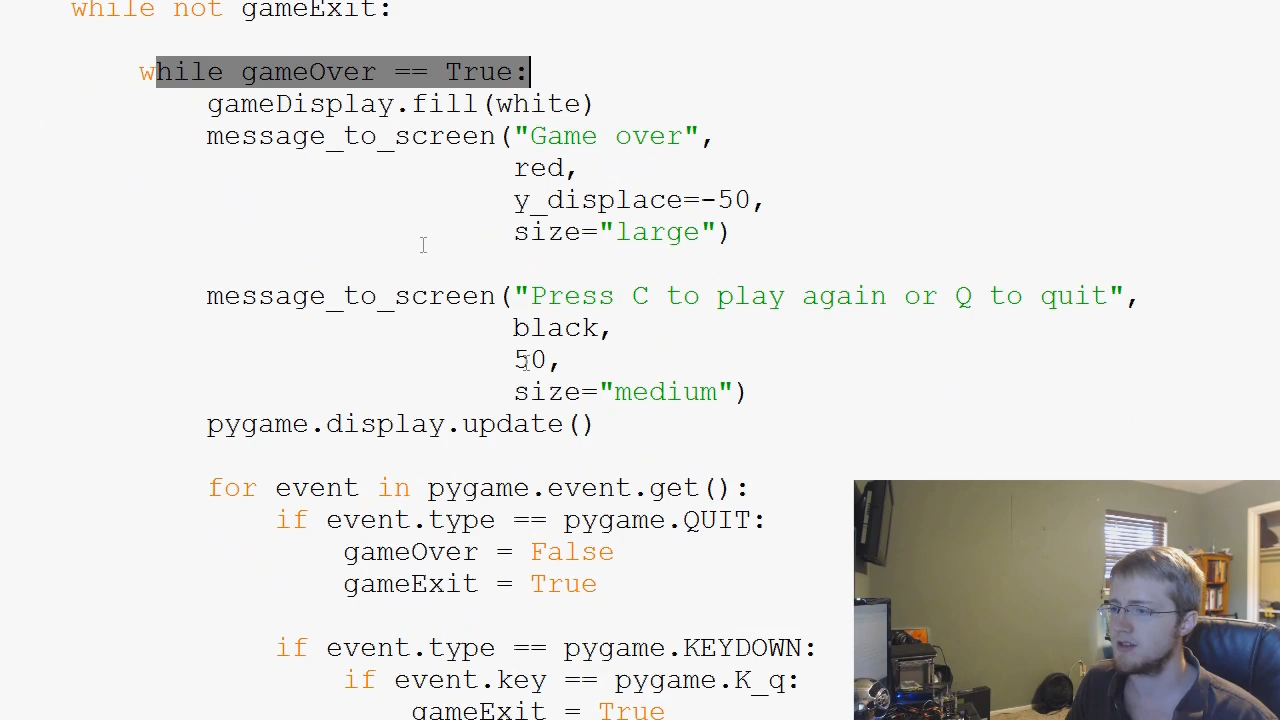 while not gameExit:
while gameOver == True:
gameDisplay.fill(white)
message_to_screen("Game over",
red,
y_displace=-50,
size="large")
message_to_screen("Press C to play again or Q to quit",
black,
50,
size="medium")
pygame.display.update()
for event in pygame.event.get():
if event.type == pygame.QUIT:
gameOver = False
gameExit = True
if event.type == pygame.KEYDOWN:
if event.key == pygame.K_q:
gameExit = True